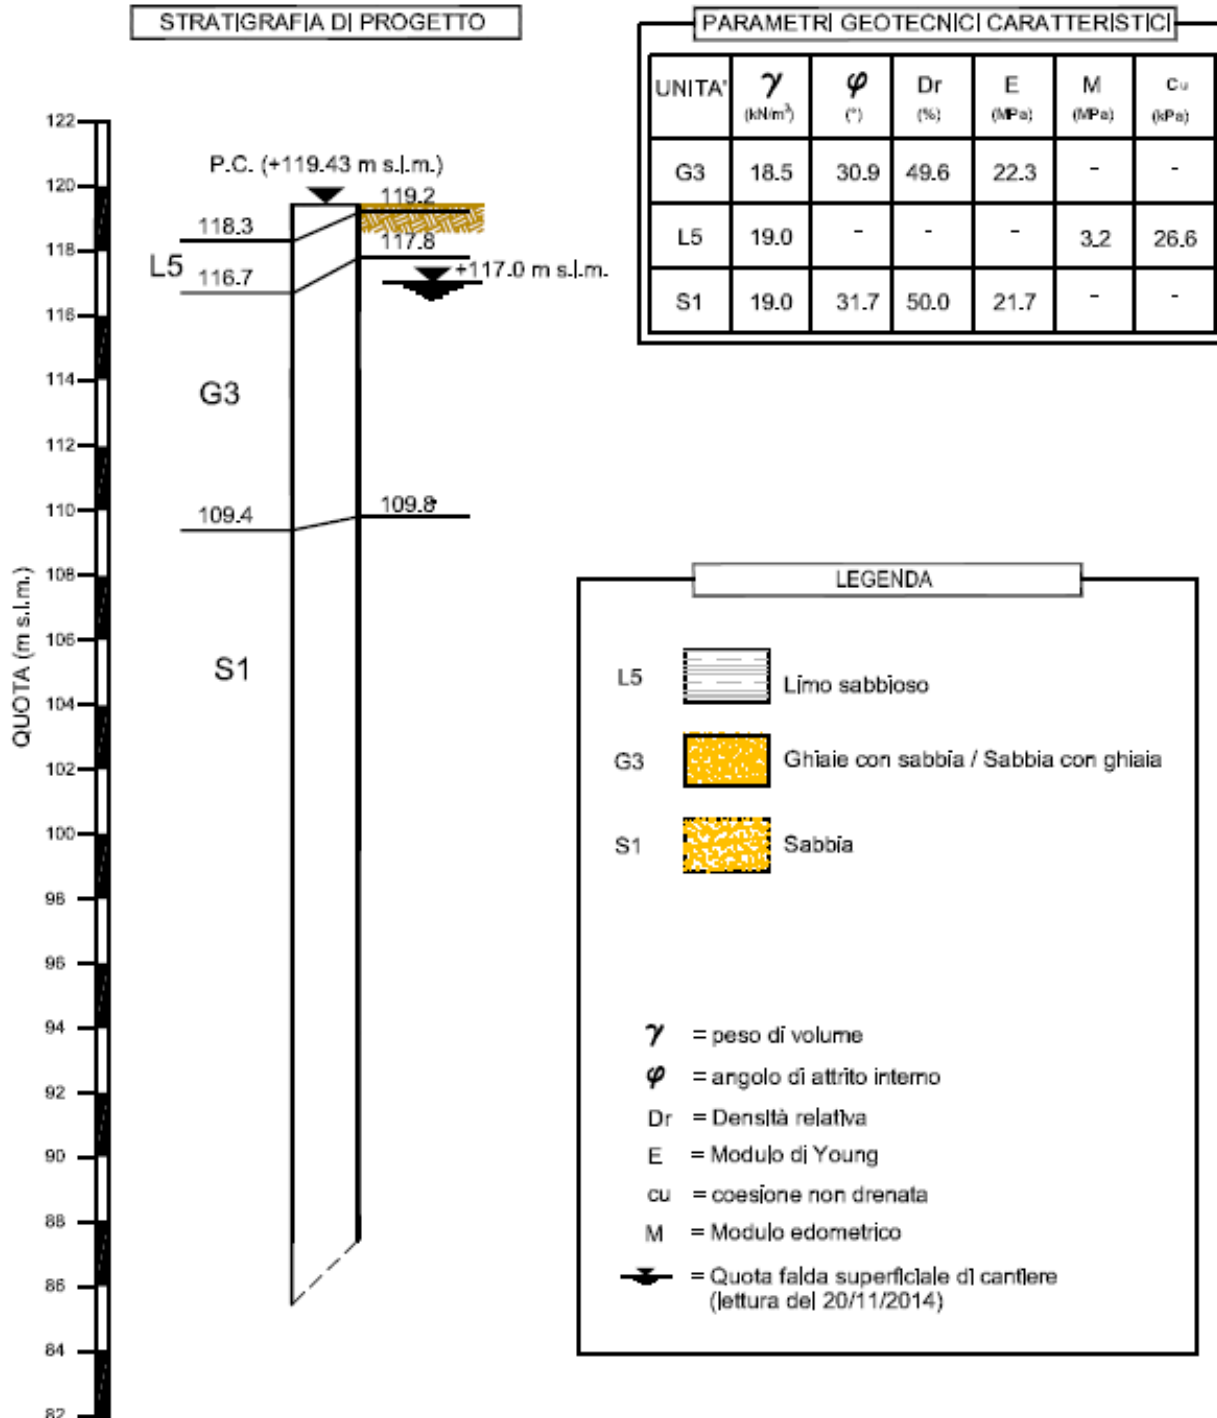 STRATIGRAFIA DI PROGETTO
122
120
118
116
114
112
110
108
106
104
102
100
98
96
94
92
90
88
86
84
82
QUOTA (m s.l.m.)
P.C. (+119.43 m s.l.m.)
119.2
118.3
117.8
L5
+117.0 m s.l.m.
116.7
G3
109.8
109.4
S1
PARAMETRI GEOTECNICI CARATTERISTICI
UNITA' γ φ Dr E M cu
(kN/m³) (°) (%) (MPa) (MPa) (kPa)
G3 18.5 30.9 49.6 22.3 - -
L5 19.0 - - - 3.2 26.6
S1 19.0 31.7 50.0 21.7 - -
LEGENDA
L5 Limo sabbioso
G3 Ghiaie con sabbia / Sabbia con ghiaia
S1 Sabbia
γ = peso di volume
φ = angolo di attrito interno
Dr = Densità relativa
E = Modulo di Young
cu = coesione non drenata
M = Modulo edometrico
= Quota falda superficiale di cantiere
(lettura del 20/11/2014)